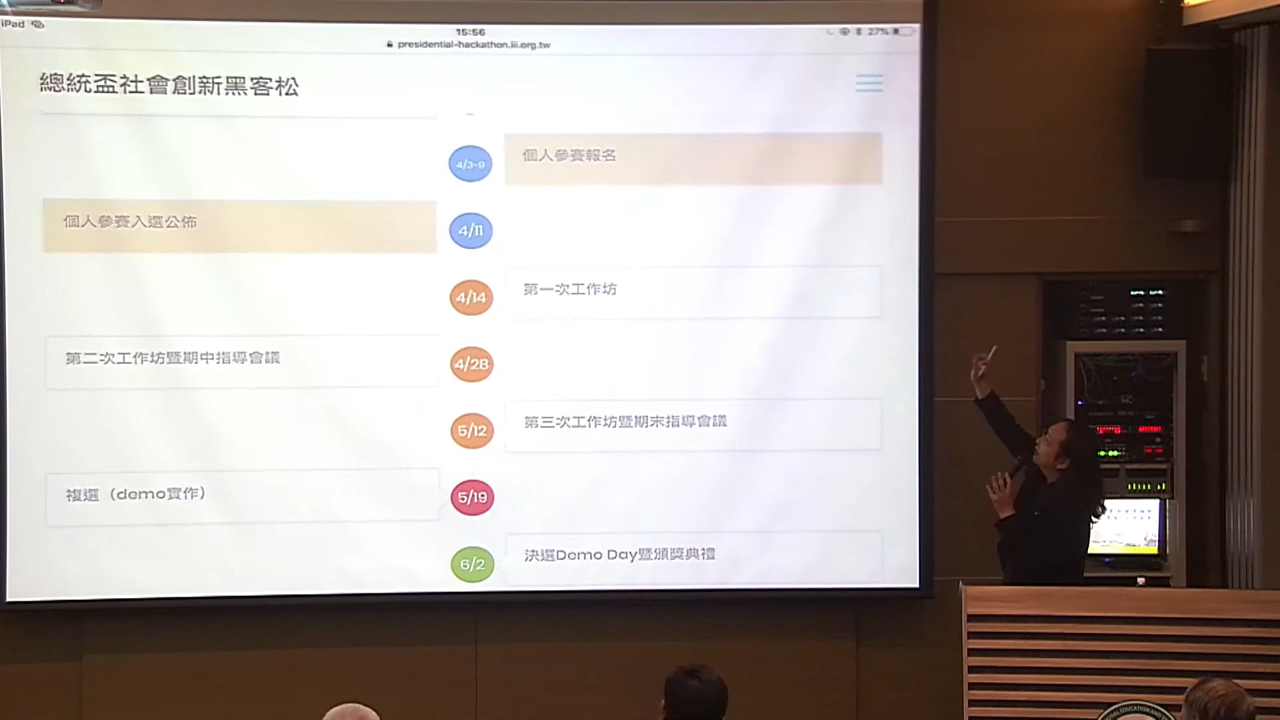 iPad
15:56
27%
presidential-hackathon.iii.org.tw
總統盃社會創新黑客松
4/3-9
個人參賽報名
個人參賽入選公佈
4/11
4/14
第一次工作坊
第二次工作坊暨期中指導會議
4/28
5/12
第三次工作坊暨期末指導會議
複選（demo實作）
5/19
6/2
決選Demo Day暨頒獎典禮